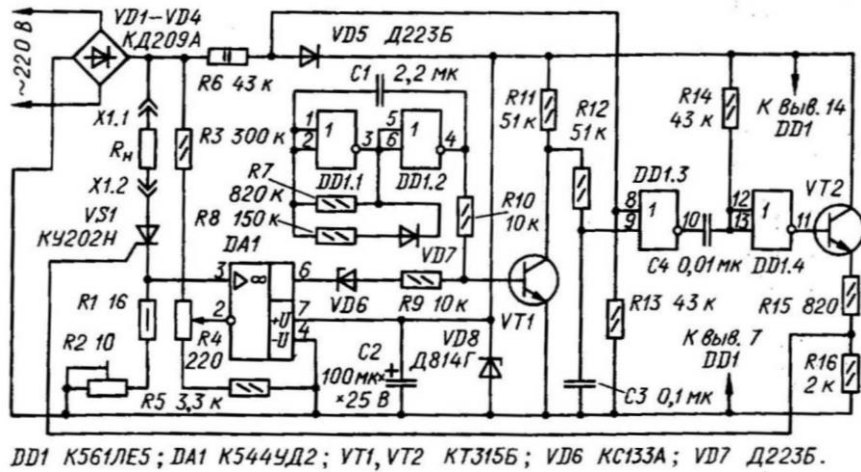 ~220 В
VD1–VD4
КД209А
VD5 Д223Б
R6 43 к
C1 2,2 мк
X1.1
Rн
X1.2
R3 300 к
1
2
1
3
DD1.1
5
6
1
4
DD1.2
R7
820 к
R8 150 к
VD7
R10
10 к
R11
51 к
R12
51 к
R14
43 к
К выв. 14
DD1
DD1.3
8
9
1
10
C4 0,01 мк
12
13
1
11
DD1.4
VT2
VS1
КУ202Н
DA1
3
2
▷∞
+U
-U
6
7
4
VD6
R9 10 к
VT1
R1 16
R2 10
R4
220
R5 3,3 к
C2
100 мк×
×25 В
+
VD8
Д814Г
C3 0,1 мк
R13 43 к
К выв. 7
DD1
R15 820
R16
2 к
DD1 К561ЛЕ5; DA1 К544УД2; VT1, VT2 КТ315Б; VD6 КС133А; VD7 Д223Б.